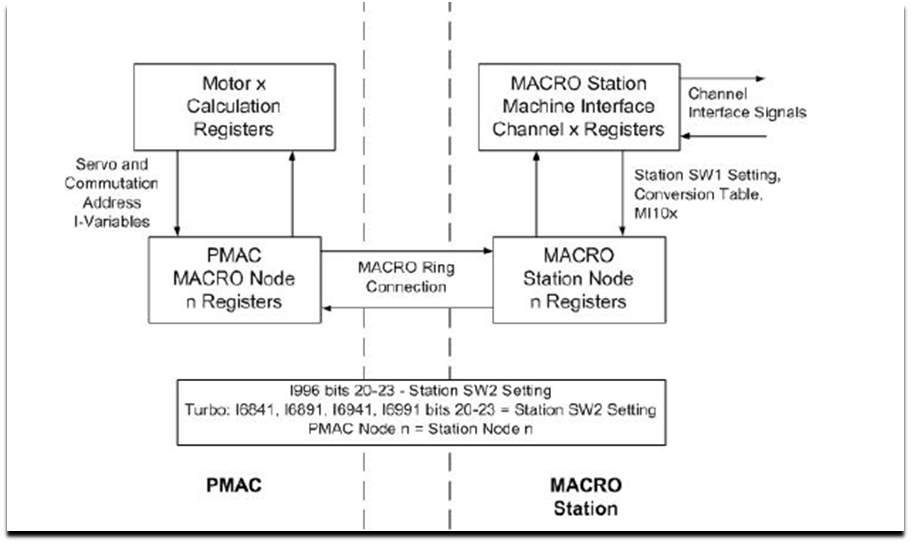 Motor x
Calculation
Registers
MACRO Station
Machine Interface
Channel x Registers
Channel
Interface Signals
Servo and
Commutation
Address
I-Variables
Station SW1 Setting,
Conversion Table,
MI10x
PMAC
MACRO Node
n Registers
MACRO Ring
Connection
MACRO
Station Node
n Registers
I996 bits 20-23 - Station SW2 Setting
Turbo: I6841, I6891, I6941, I6991 bits 20-23 = Station SW2 Setting
PMAC Node n = Station Node n
PMAC
MACRO
Station